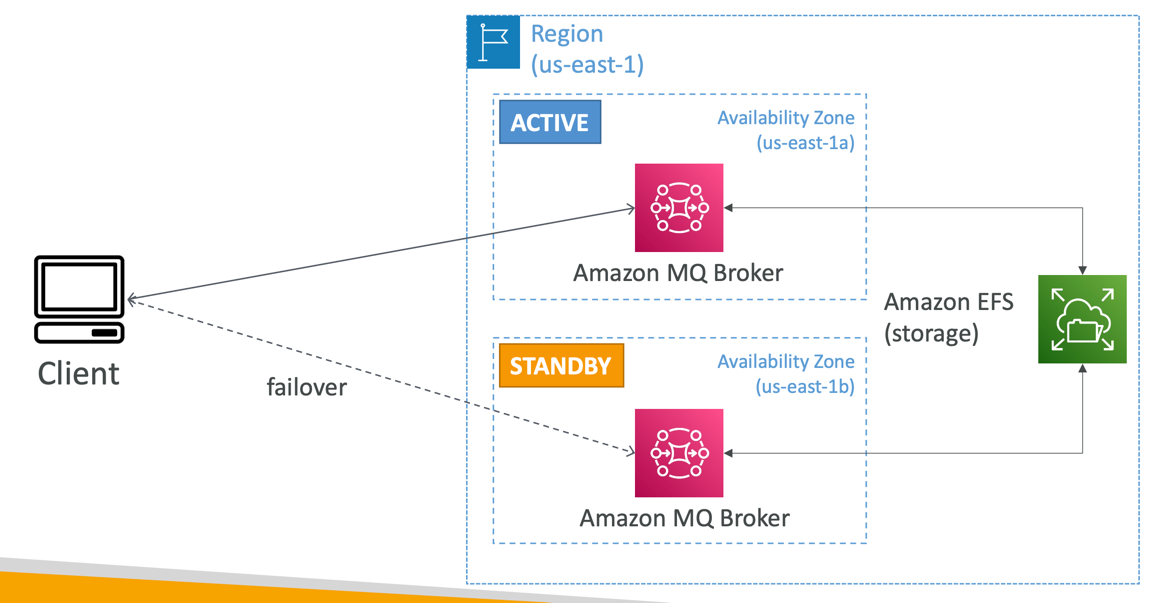 Region
(us-east-1)
ACTIVE
Availability Zone
(us-east-1a)
Amazon MQ Broker
Amazon EFS
(storage)
Client
failover
STANDBY
Availability Zone
(us-east-1b)
Amazon MQ Broker